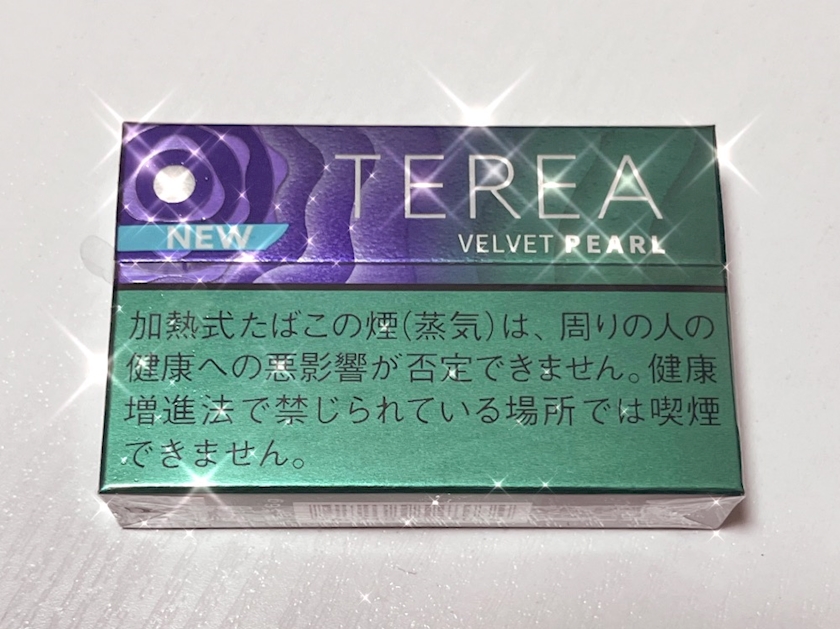 TEREA
NEW
VELVET PEARL
加熱式たばこの煙(蒸気)は、周りの人の
健康への悪影響が否定できません。健康
増進法で禁じられている場所では喫煙
できません。